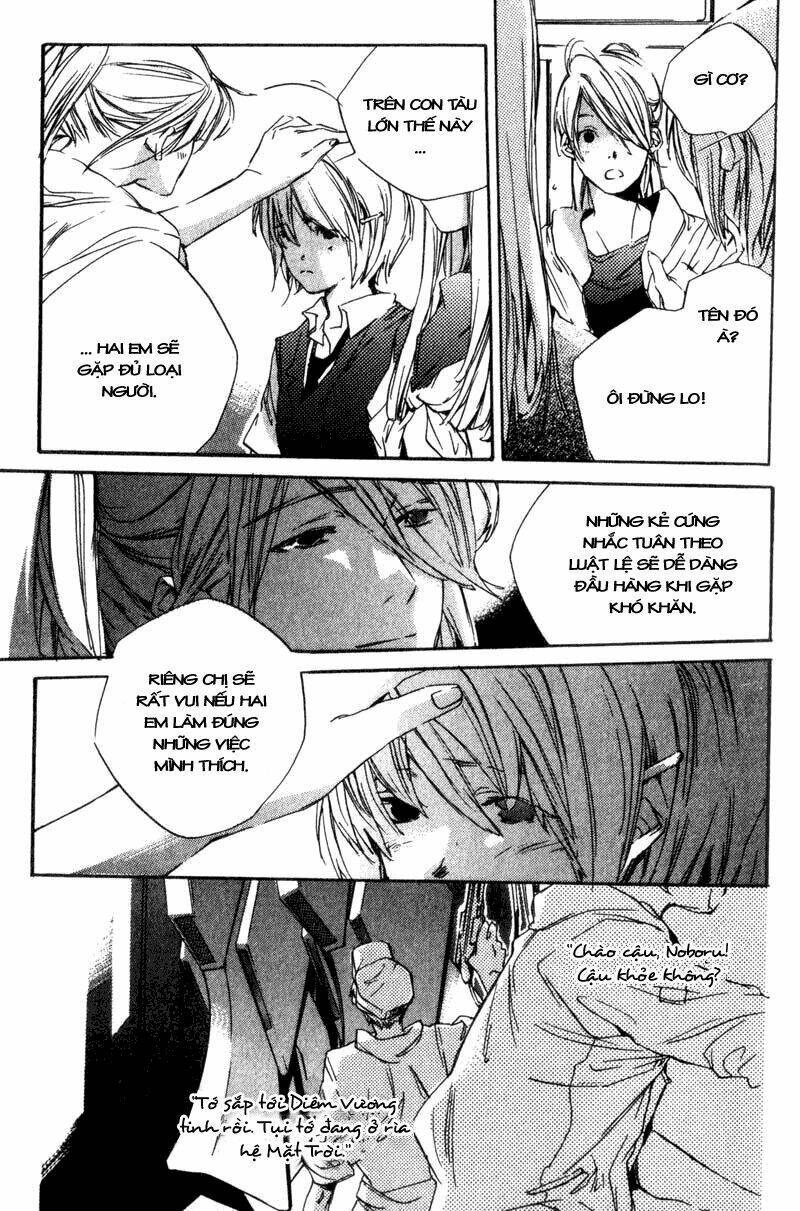 GÌ CƠ?
TÊN ĐÓ
À?
ÔI ĐỪNG LO!
TRÊN CON TÀU
LỚN THẾ NÀY
...
... HAI EM SẼ
GẶP ĐỦ LOẠI
NGƯỜI.
NHỮNG KẺ CỨNG
NHẮC TUÂN THEO
LUẬT LỆ SẼ DỄ DÀNG
ĐẦU HÀNG KHI GẶP
KHÓ KHĂN.
RIÊNG CHỊ SẼ
RẤT VUI NẾU HAI
EM LÀM ĐÚNG
NHỮNG VIỆC
MÌNH THÍCH.
"Chào cậu, Noboru!
Cậu khỏe không?
"Tớ sắp tới Diêm Vương
tinh rồi. Tụi tớ đang ở rìa
hệ Mặt Trời."